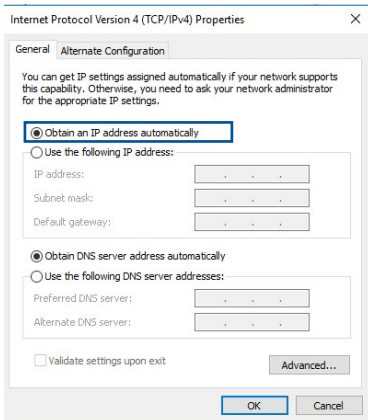 Internet Protocol Version 4 (TCP/IPv4) Properties
General
Alternate Configuration
You can get IP settings assigned automatically if your network supports
this capability. Otherwise, you need to ask your network administrator
for the appropriate IP settings.
Obtain an IP address automatically
Use the following IP address:
IP address:
Subnet mask:
Default gateway:
Obtain DNS server address automatically
Use the following DNS server addresses:
Preferred DNS server:
Alternate DNS server:
Validate settings upon exit
Advanced...
OK
Cancel